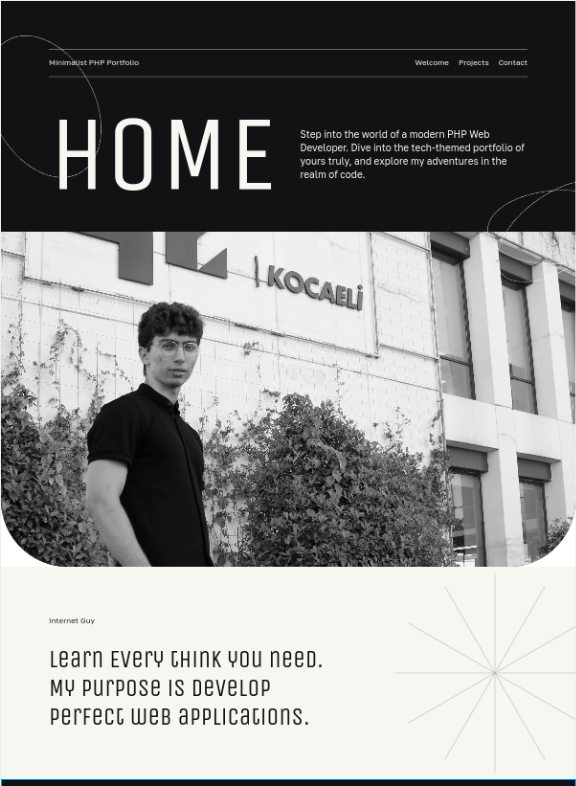 Minimalist PHP Portfolio
Welcome Projects Contact
HOME
Step into the world of a modern PHP Web
Developer. Dive into the tech-themed portfolio of
yours truly, and explore my adventures in the
realm of code.
KOCAELİ
Internet Guy
Learn Every think you need.
My purpose is develop
perfect web applications.